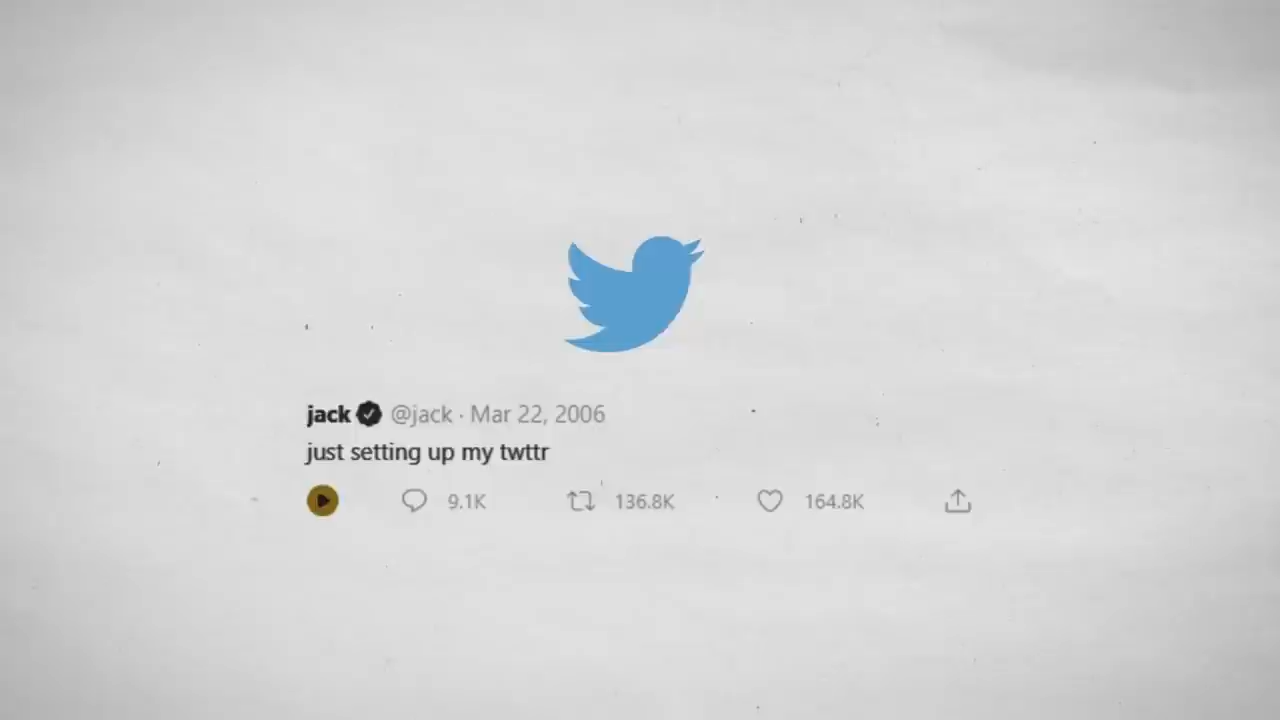 jack @jack · Mar 22, 2006
just setting up my twttr
9.1K 136.8K 164.8K